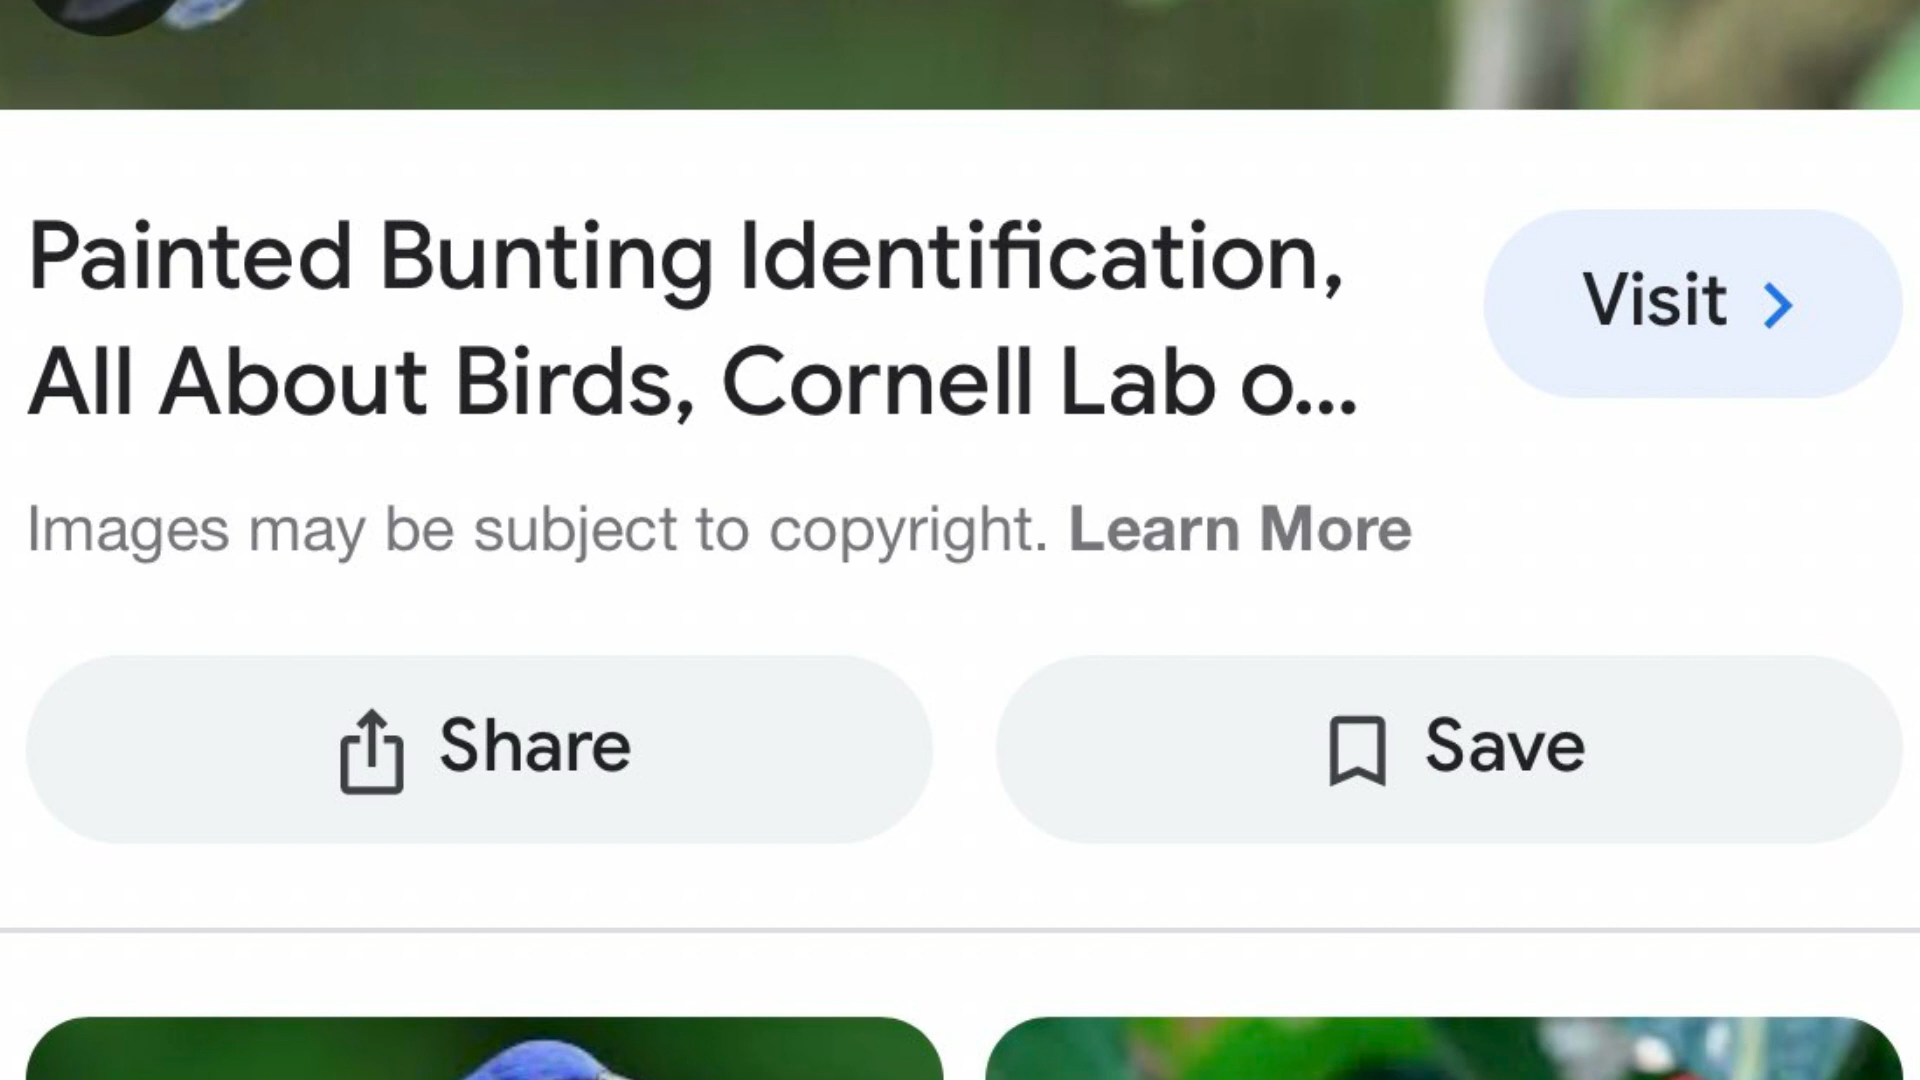 Painted Bunting Identification,
All About Birds, Cornell Lab o...
Visit
Images may be subject to copyright. Learn More
Share
Save